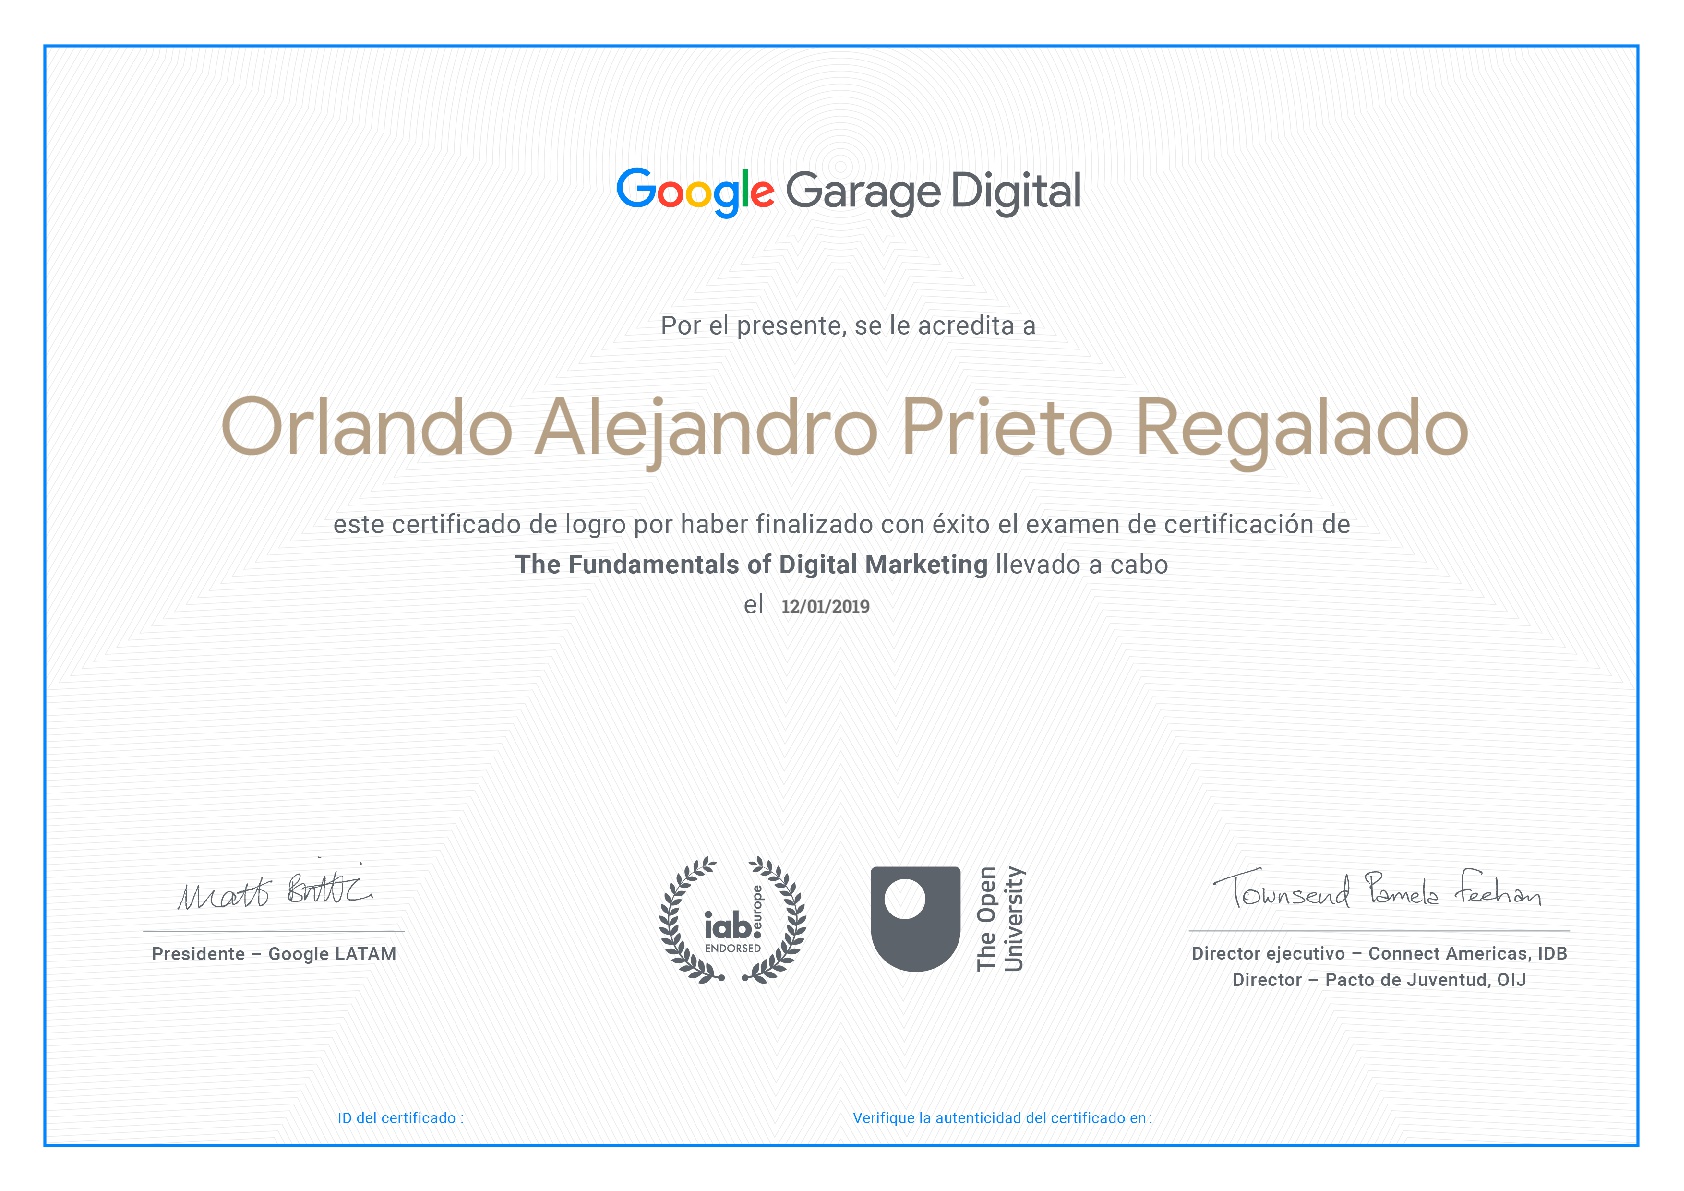 Google Garage Digital
Por el presente, se le acredita a
Orlando Alejandro Prieto Regalado
este certificado de logro por haber finalizado con éxito el examen de certificación de
The Fundamentals of Digital Marketing llevado a cabo
el 12/01/2019
Matt
Presidente – Google LATAM
iab: europe
ENDORSED
The Open
University
Townsend Pamela Feehan
Director ejecutivo – Connect Americas, IDB
Director – Pacto de Juventud, OIJ
ID del certificado :
Verifique la autenticidad del certificado en :